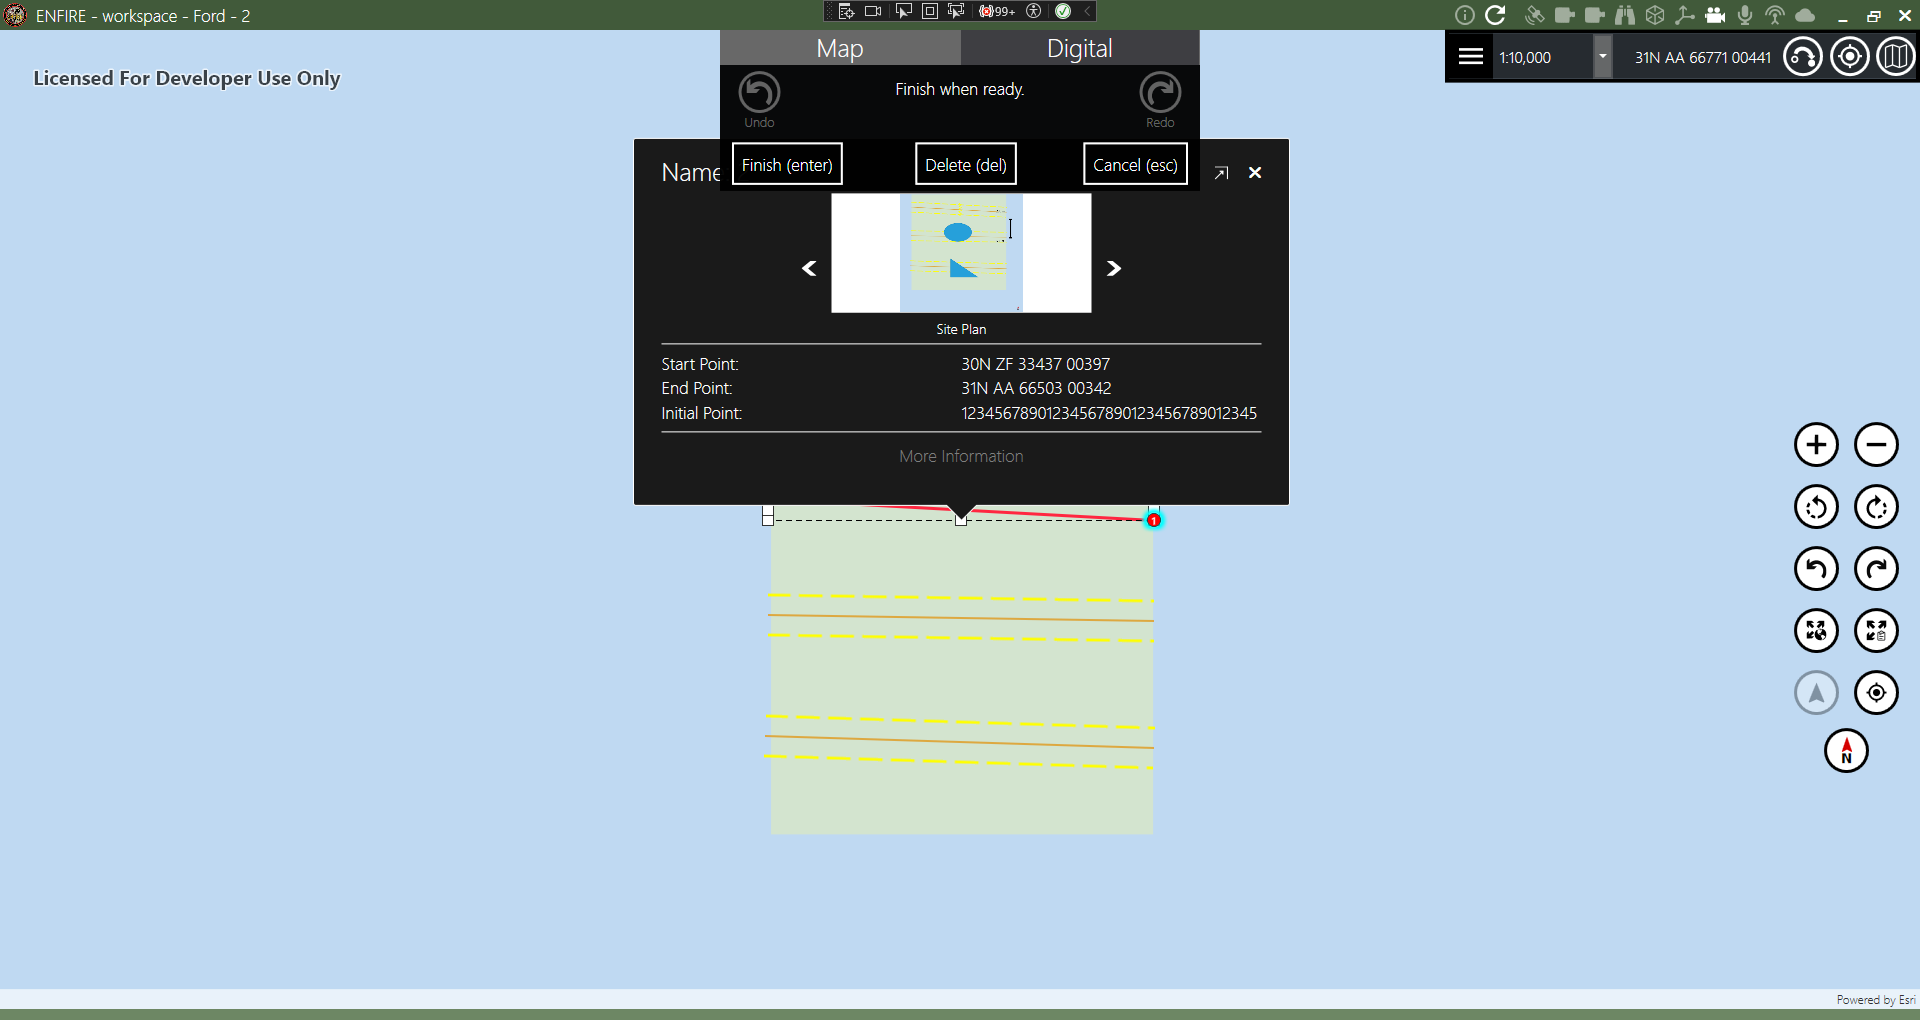 ENFIRE - workspace - Ford - 2
99+
Map
Digital
1:10,000
31N AA 66771 00441
Licensed For Developer Use Only
Finish when ready.
Undo
Redo
Name
Finish (enter)
Delete (del)
Cancel (esc)
Site Plan
Start Point:
30N ZF 33437 00397
End Point:
31N AA 66503 00342
Initial Point:
12345678901234567890123456789012345
More Information
1
N
Powered by Esri